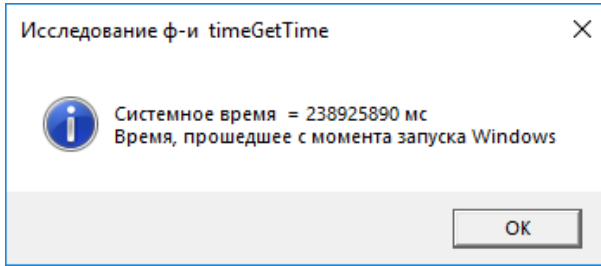 Исследование ф-и timeGetTime
Системное время = 238925890 мс
Время, прошедшее с момента запуска Windows
OK